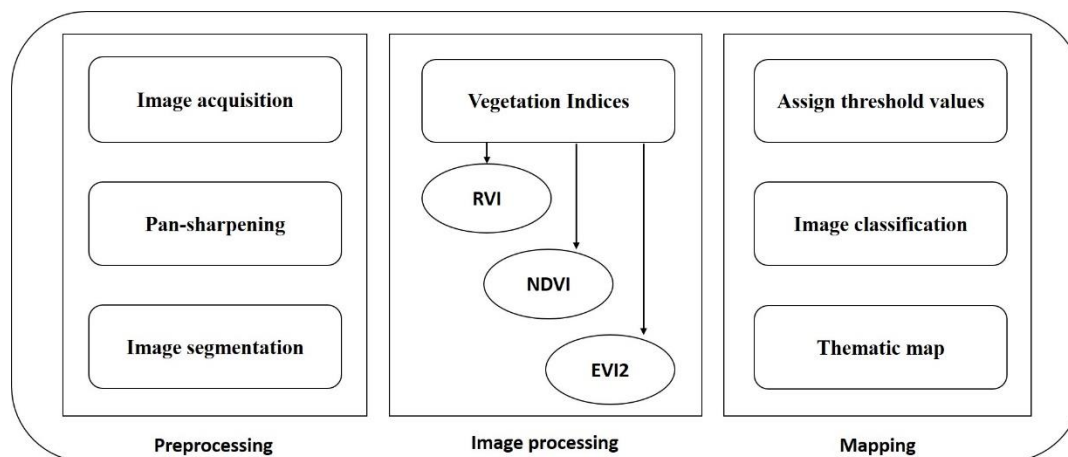 Image acquisition
Pan-sharpening
Image segmentation
Preprocessing
Vegetation Indices
RVI
NDVI
EVI2
Image processing
Assign threshold values
Image classification
Thematic map
Mapping